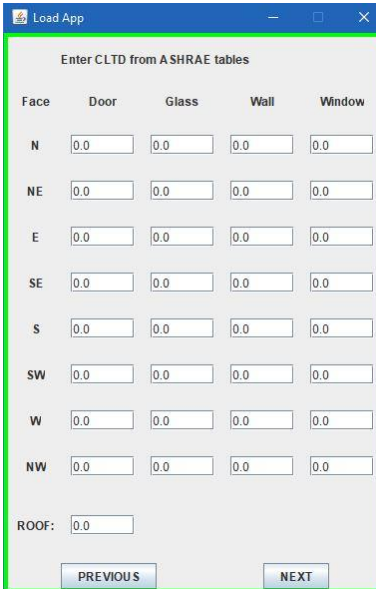 Load App
Enter CLTD from ASHRAE tables
Face Door Glass Wall Window
N 0.0 0.0 0.0 0.0
NE 0.0 0.0 0.0 0.0
E 0.0 0.0 0.0 0.0
SE 0.0 0.0 0.0 0.0
S 0.0 0.0 0.0 0.0
SW 0.0 0.0 0.0 0.0
W 0.0 0.0 0.0 0.0
NW 0.0 0.0 0.0 0.0
ROOF: 0.0
PREVIOUS NEXT